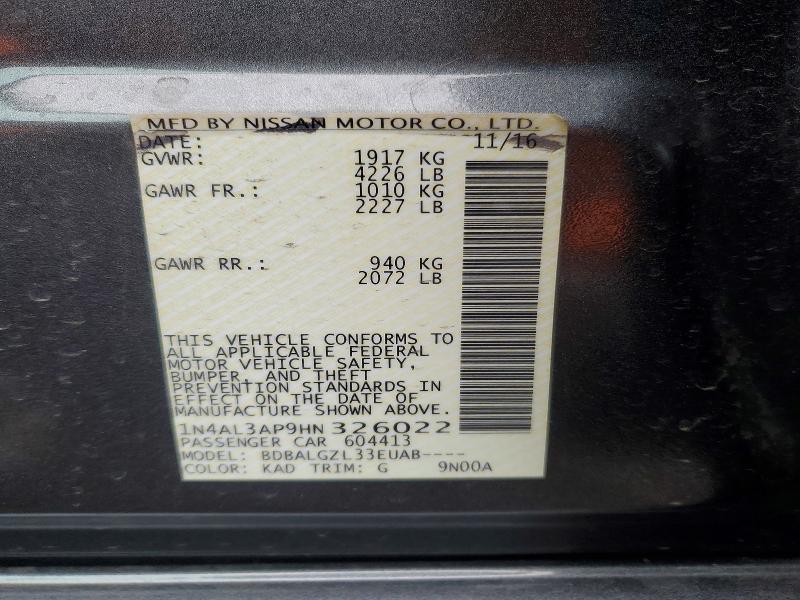 MFD BY NISSAN MOTOR CO., LTD.
DATE: 11/16
GVWR: 1917 KG
4226 LB
GAWR FR.: 1010 KG
2227 LB
GAWR RR.: 940 KG
2072 LB
THIS VEHICLE CONFORMS TO
ALL APPLICABLE FEDERAL
MOTOR VEHICLE SAFETY,
BUMPER, AND THEFT
PREVENTION STANDARDS IN
EFFECT ON THE DATE OF
MANUFACTURE SHOWN ABOVE.
1N4AL3AP9HN 326022
PASSENGER CAR 604413
MODEL: BDBALGZL33EUAB----
COLOR: KAD TRIM: G 9N00A